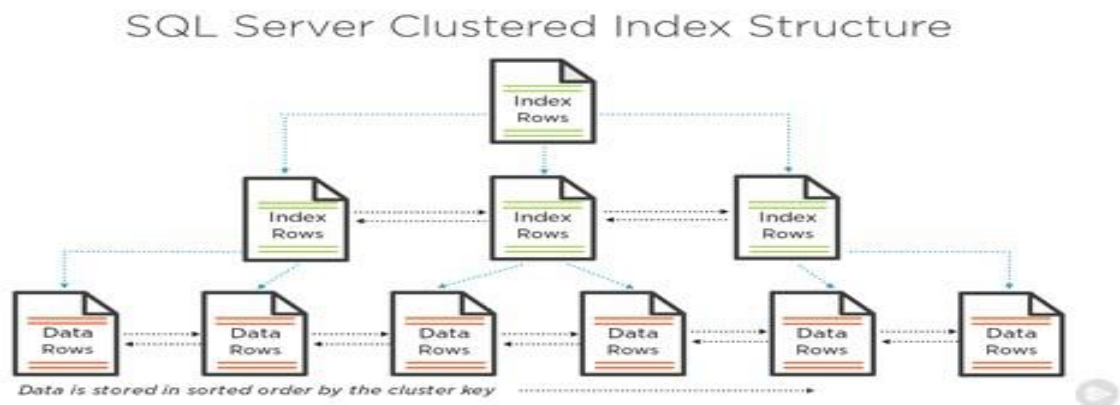 SQL Server Clustered Index Structure
Index
Rows
Index
Rows
Index
Rows
Index
Rows
Data
Rows
Data
Rows
Data
Rows
Data
Rows
Data
Rows
Data
Rows
Data is stored in sorted order by the cluster key